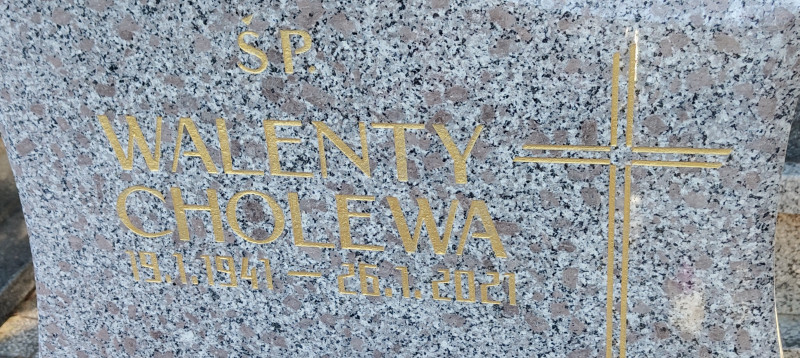 ŚP.
WALENTY
CHOLEWA
19.1.1941 – 26.1.2021